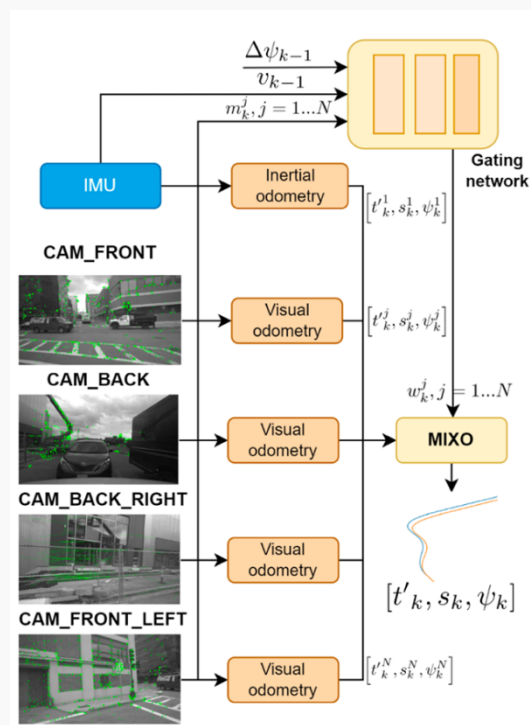 Δψ_{k−1}
v_{k−1}
m_k^j, j = 1...N
Gating
network
IMU
Inertial
odometry
[t'_k^1, s_k^1, ψ_k^1]
CAM_FRONT
Visual
odometry
[t'_k^j, s_k^j, ψ_k^j]
CAM_BACK
w_k^j, j = 1...N
Visual
odometry
MIXO
CAM_BACK_RIGHT
Visual
odometry
[t'_k, s_k, ψ_k]
CAM_FRONT_LEFT
Visual
odometry
[t'_k^N, s_k^N, ψ_k^N]